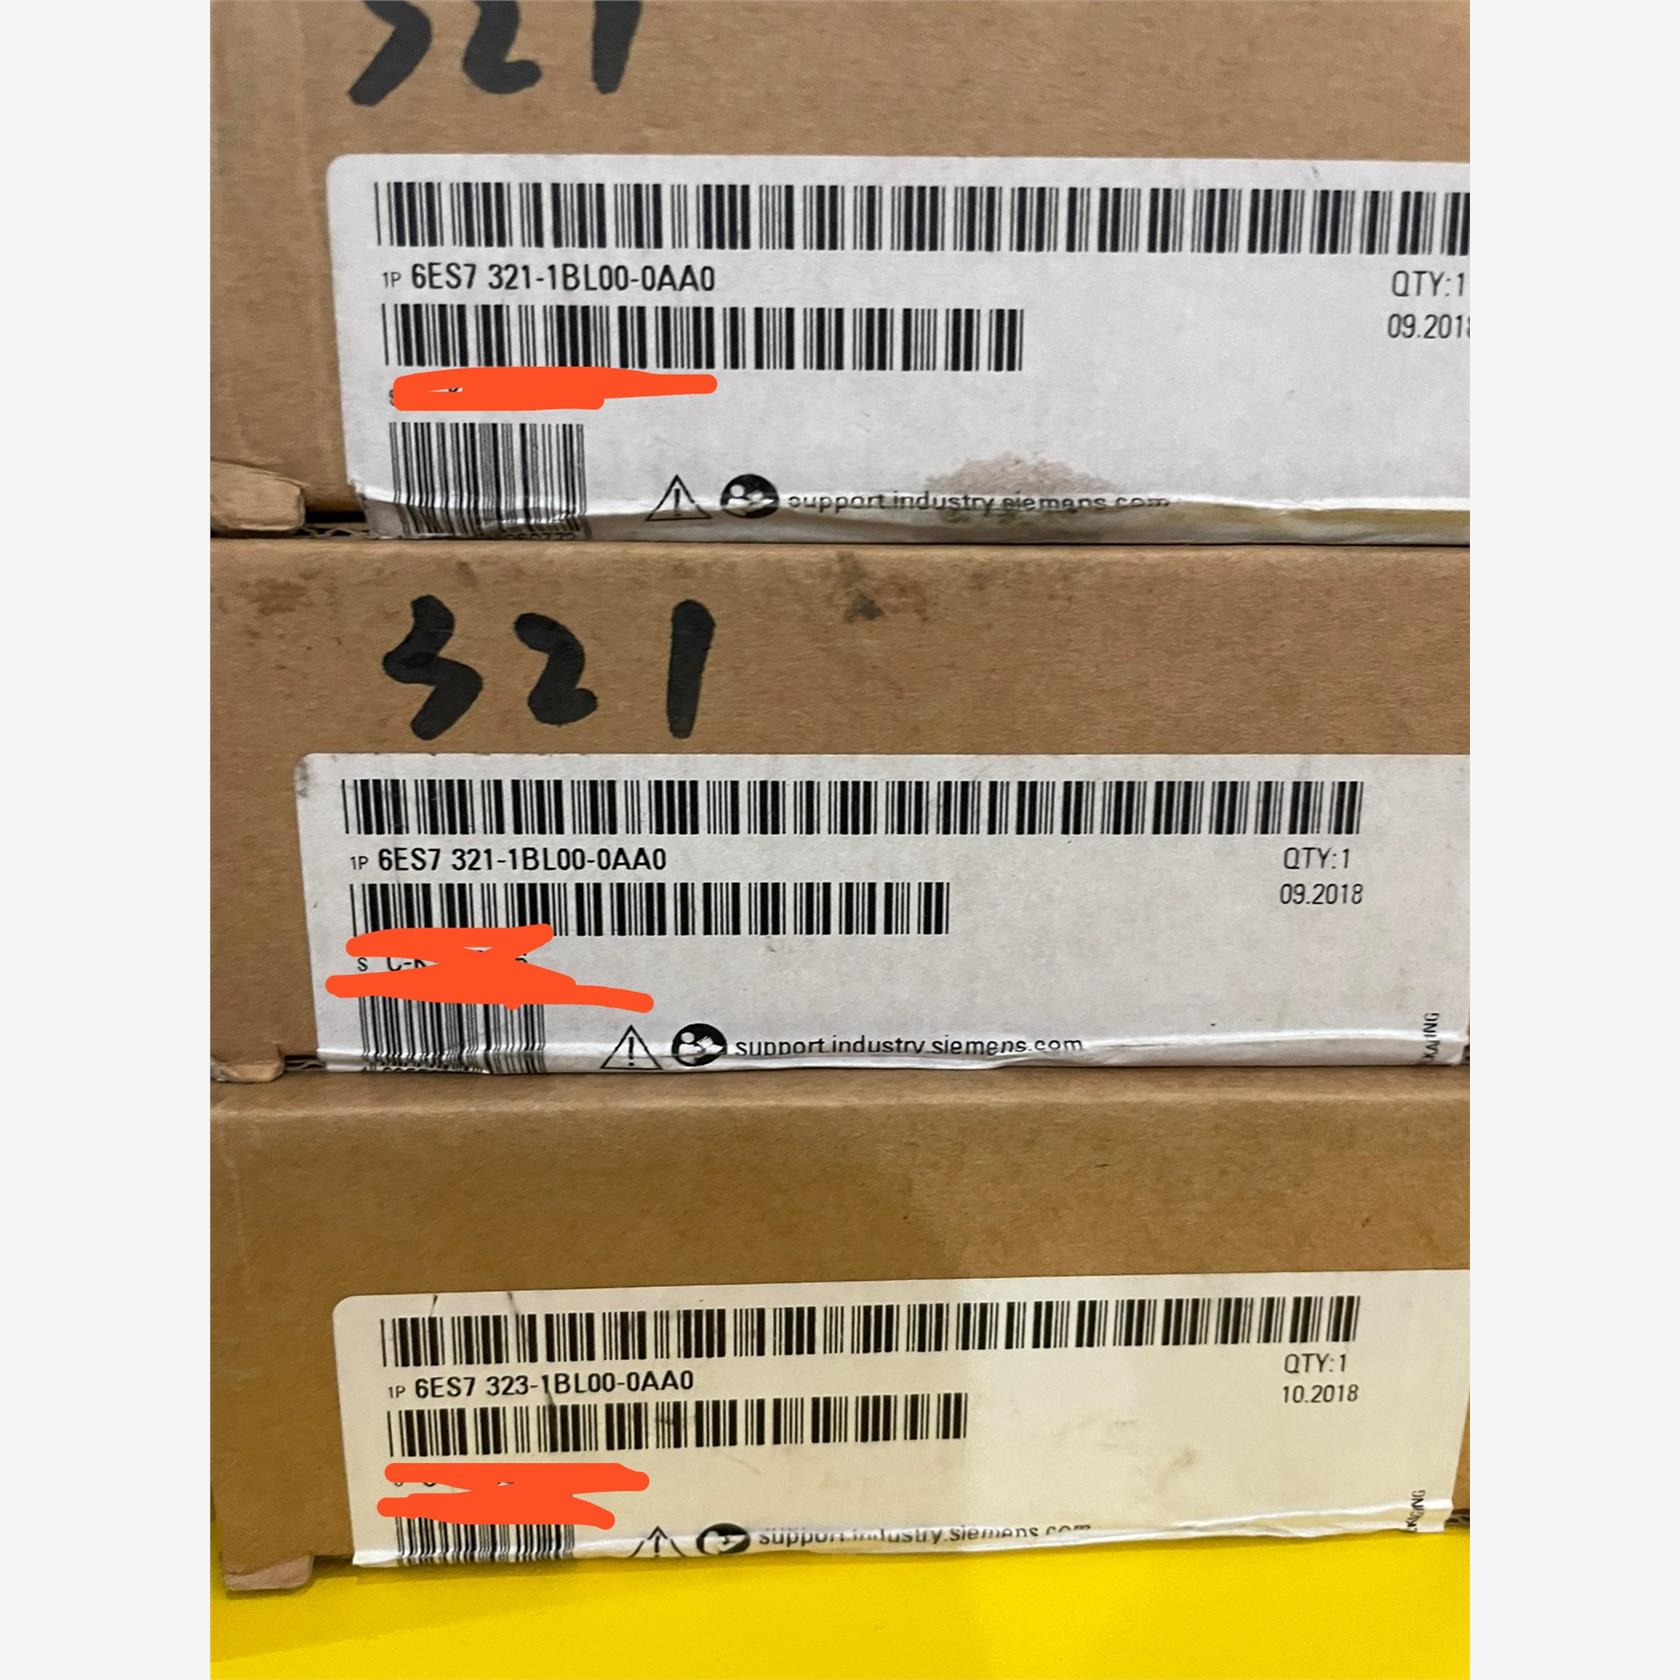 321
1P 6ES7 321-1BL00-0AA0
QTY:1
09.2018
support.industry.siemens.com
321
1P 6ES7 321-1BL00-0AA0
QTY:1
09.2018
S C-K
support.industry.siemens.com
1P 6ES7 323-1BL00-0AA0
QTY:1
10.2018
support.industry.siemens.com